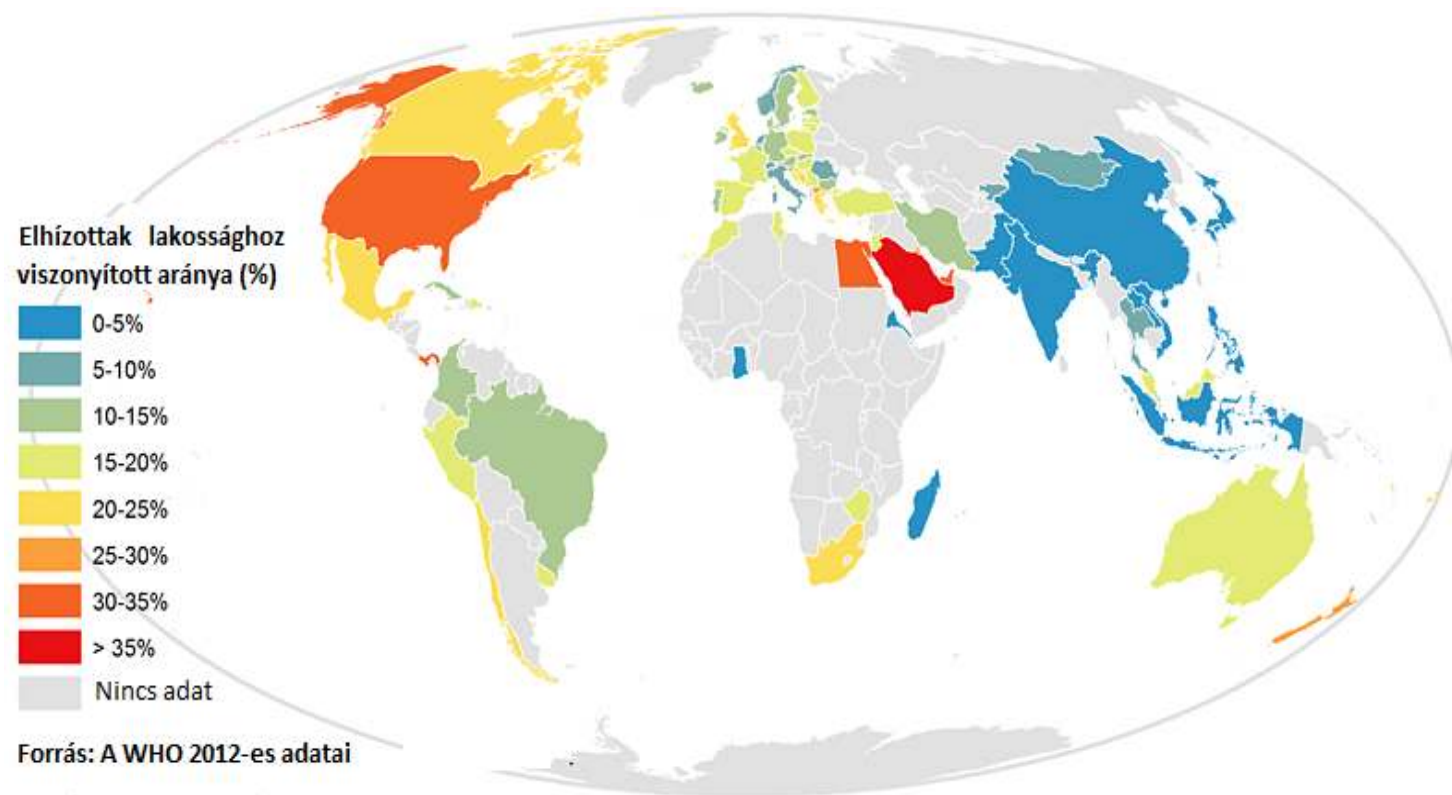 Elhízottak lakossághoz
viszonyított aránya (%)
0-5%
5-10%
10-15%
15-20%
20-25%
25-30%
30-35%
> 35%
Nincs adat
Forrás: A WHO 2012-es adatai